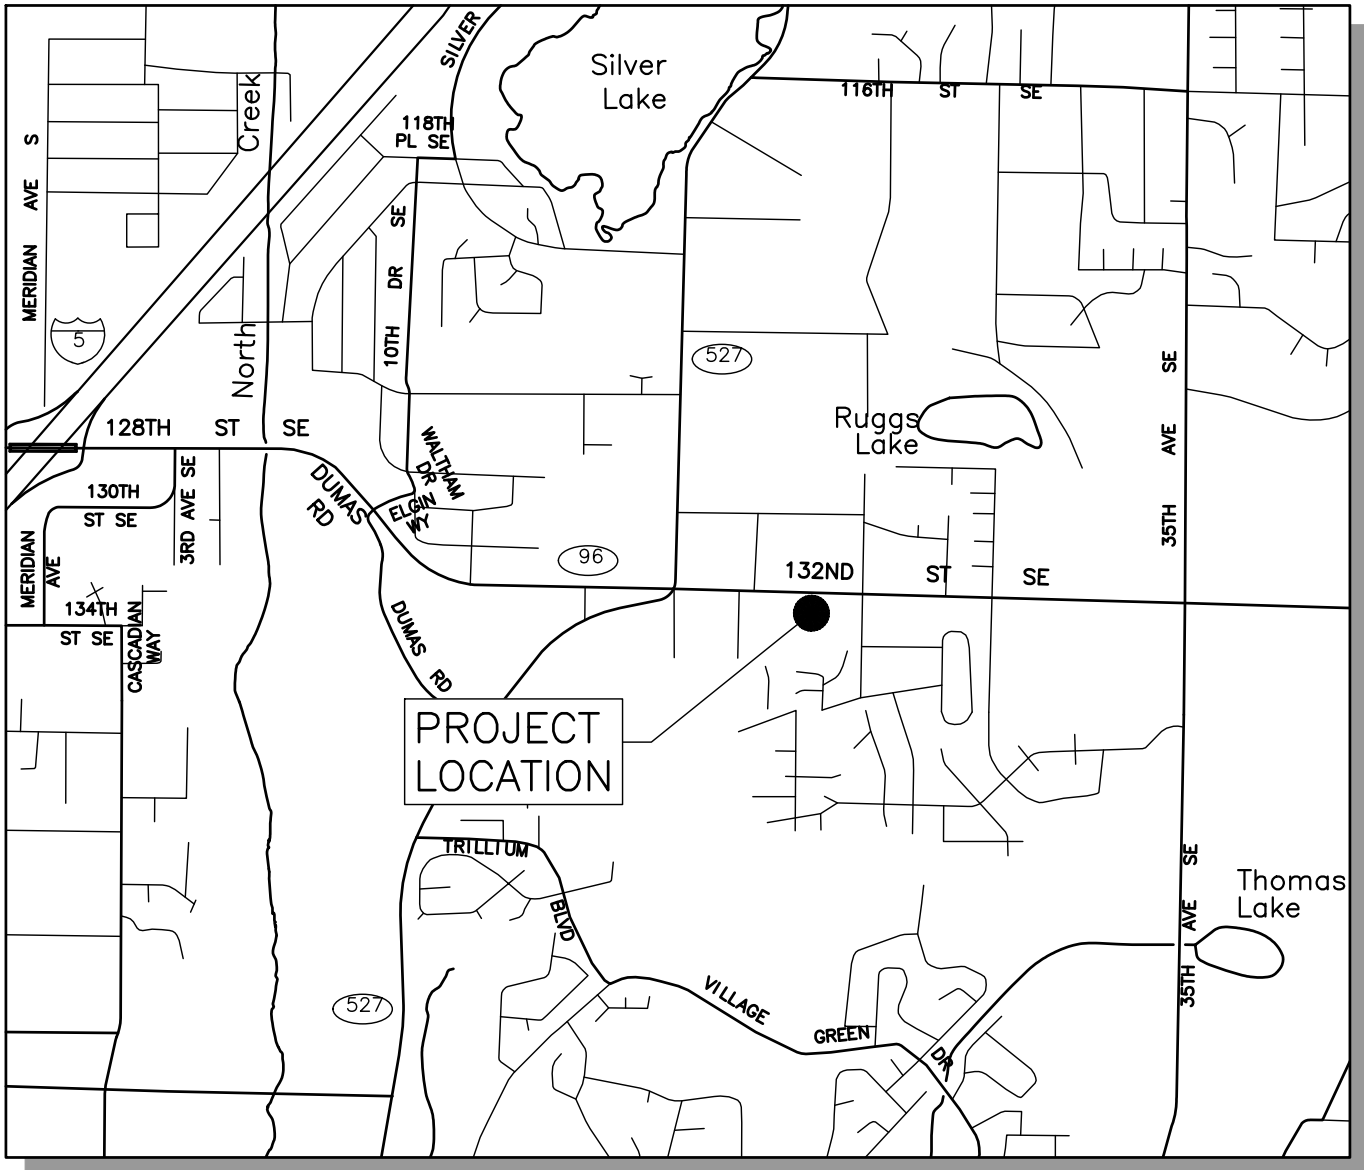 SILVER
Silver
Lake
116TH ST SE
Creek
118TH
PL SE
MERIDIAN AVE S
10TH DR SE
5
North
527
35TH AVE SE
Ruggs
Lake
128TH ST SE
WALTHAM
DR
DUMAS
RD
ELGIN
WY
130TH
ST SE
3RD AVE SE
MERIDIAN
AVE
96
132ND ST SE
134TH
ST SE
CASCADIAN
WAY
DUMAS RD
PROJECT
LOCATION
TRILLIUM
BLVD
35TH AVE SE
Thomas
Lake
527
VILLAGE
GREEN
DR